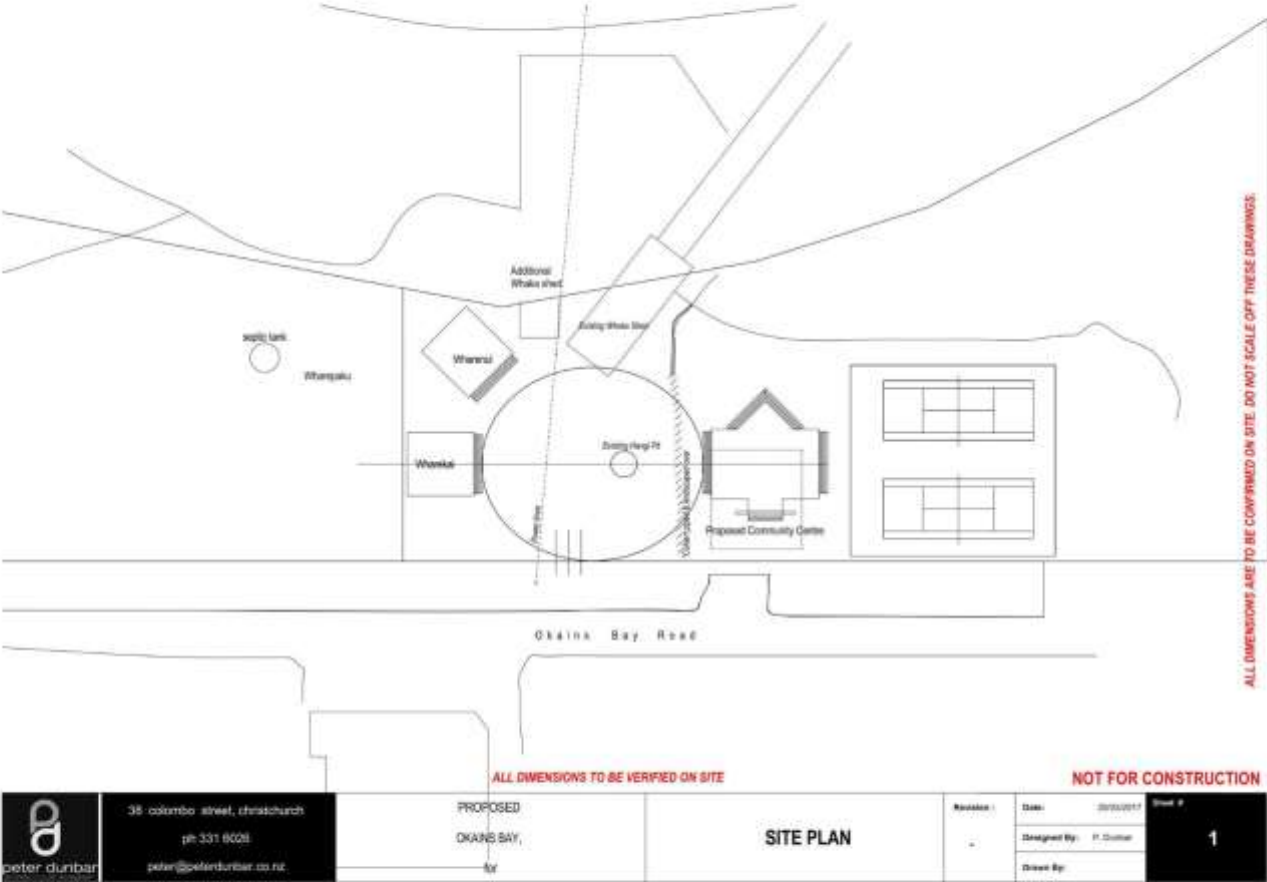 Additional
Whaka shed
Existing Whaka Shed
septic tank
Wharepaku
Wharenui
Wharekai
Existing Hangi Pit
Proposed Community Centre
Okains Bay Road
ALL DIMENSIONS ARE TO BE CONFIRMED ON SITE. DO NOT SCALE OFF THESE DRAWINGS.
ALL DIMENSIONS TO BE VERIFIED ON SITE
NOT FOR CONSTRUCTION
pd
peter dunbar
38 colombo street, christchurch
ph 331 6026
peter@peterdunbar.co.nz
PROPOSED
OKAINS BAY,
for
SITE PLAN
Revision :
-
Date:
Designed By: P. Dunbar
Drawn By:
Sheet #
1